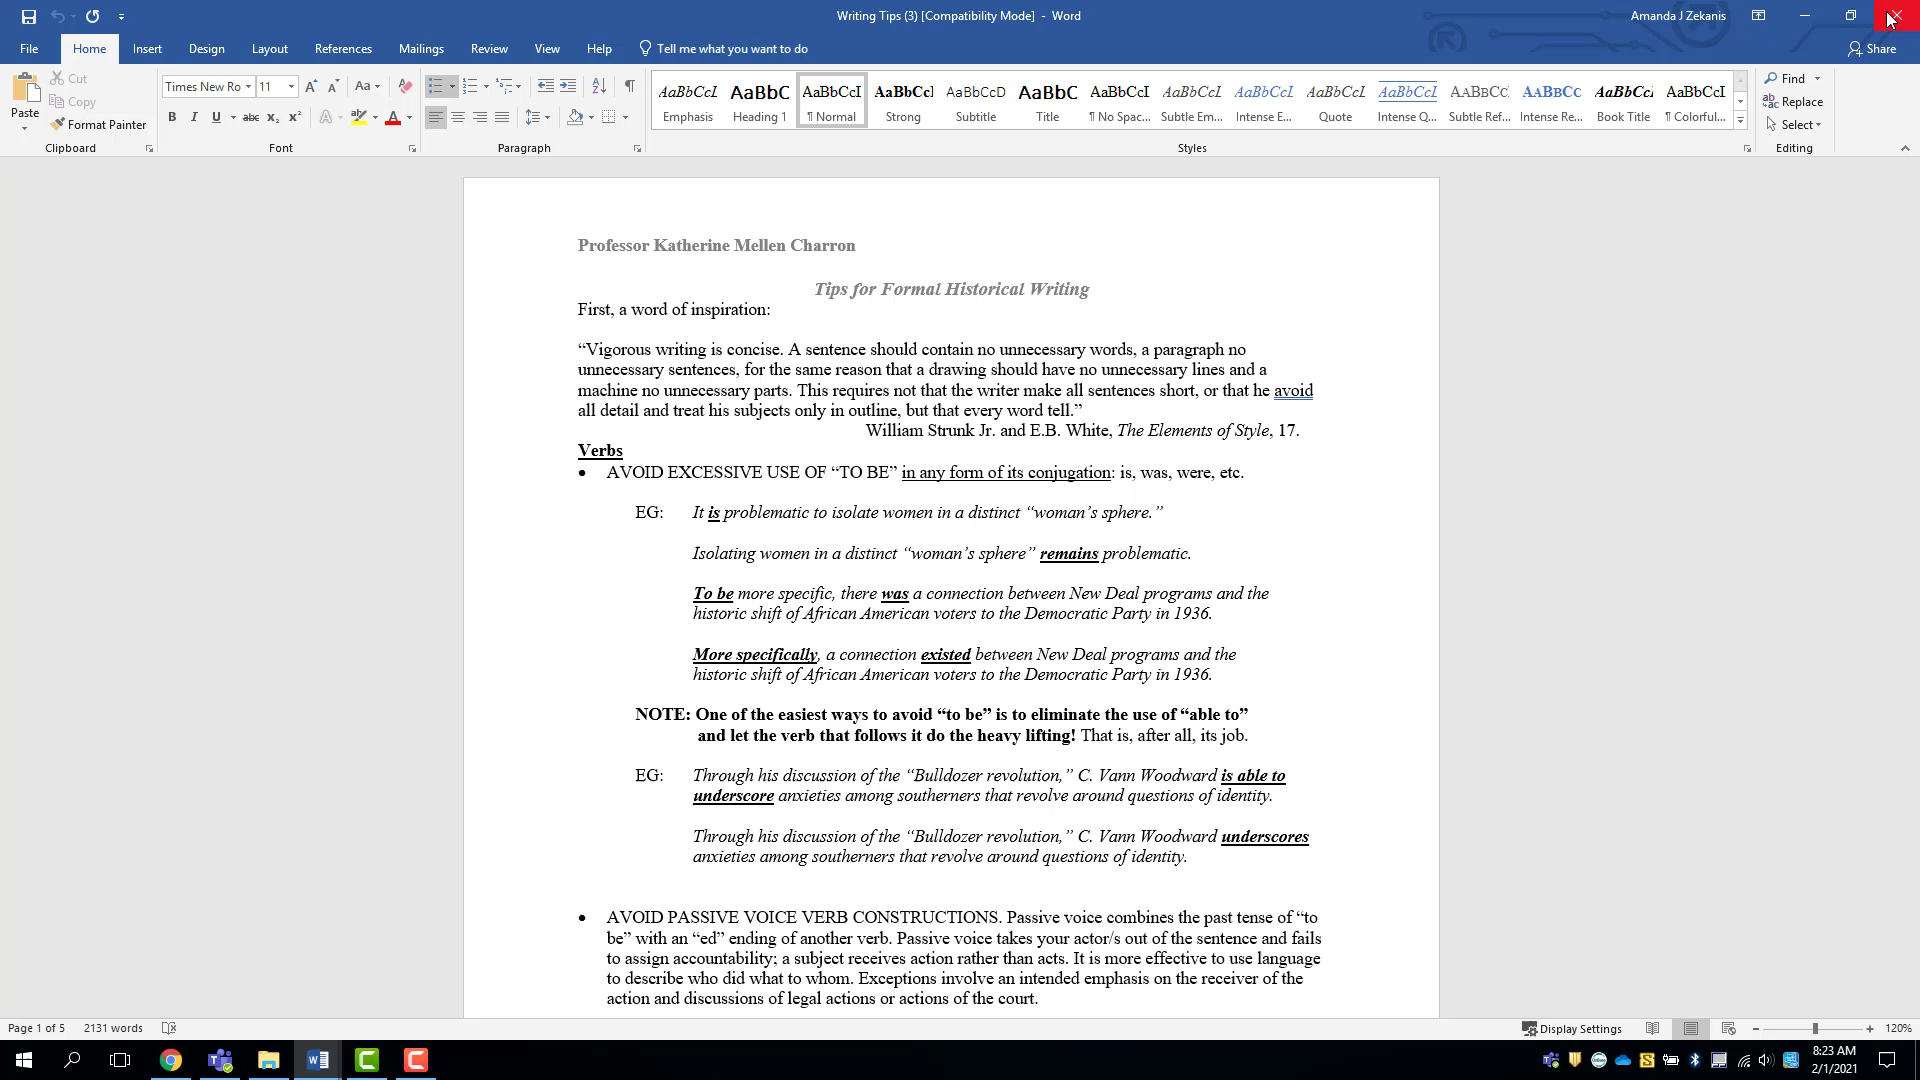 Writing Tips (3) [Compatibility Mode] - Word
Amanda J Zekanis
File Home Insert Design Layout References Mailings Review View Help Tell me what you want to do Share
Paste
Cut
Copy
Format Painter
Clipboard
Times New Ro 11
Aa
B I U abc X₂ X²
Font
Paragraph
AaBbCcI AaBbC AaBbCcI AaBbCcI AaBbCcD AaBbC AaBbCcI AaBbCcI AaBbCcI AaBbCcI AaBbCcI AABBCC AABBCC AaBbCcI AaBbCcI
Emphasis Heading 1 ¶ Normal Strong Subtitle Title ¶ No Spac... Subtle Em... Intense E... Quote Intense Q... Subtle Ref... Intense Re... Book Title ¶ Colorful...
Styles
Find
Replace
Select
Editing
Professor Katherine Mellen Charron
Tips for Formal Historical Writing
First, a word of inspiration:
“Vigorous writing is concise. A sentence should contain no unnecessary words, a paragraph no
unnecessary sentences, for the same reason that a drawing should have no unnecessary lines and a
machine no unnecessary parts. This requires not that the writer make all sentences short, or that he avoid
all detail and treat his subjects only in outline, but that every word tell.”
William Strunk Jr. and E.B. White, The Elements of Style, 17.
Verbs
• AVOID EXCESSIVE USE OF “TO BE” in any form of its conjugation: is, was, were, etc.
EG: It is problematic to isolate women in a distinct “woman’s sphere.”
Isolating women in a distinct “woman’s sphere” remains problematic.
To be more specific, there was a connection between New Deal programs and the
historic shift of African American voters to the Democratic Party in 1936.
More specifically, a connection existed between New Deal programs and the
historic shift of African American voters to the Democratic Party in 1936.
NOTE: One of the easiest ways to avoid “to be” is to eliminate the use of “able to”
and let the verb that follows it do the heavy lifting! That is, after all, its job.
EG: Through his discussion of the “Bulldozer revolution,” C. Vann Woodward is able to
underscore anxieties among southerners that revolve around questions of identity.
Through his discussion of the “Bulldozer revolution,” C. Vann Woodward underscores
anxieties among southerners that revolve around questions of identity.
• AVOID PASSIVE VOICE VERB CONSTRUCTIONS. Passive voice combines the past tense of “to
be” with an “ed” ending of another verb. Passive voice takes your actor/s out of the sentence and fails
to assign accountability; a subject receives action rather than acts. It is more effective to use language
to describe who did what to whom. Exceptions involve an intended emphasis on the receiver of the
action and discussions of legal actions or actions of the court.
Page 1 of 5 2131 words Display Settings 120%
8:23 AM
2/1/2021